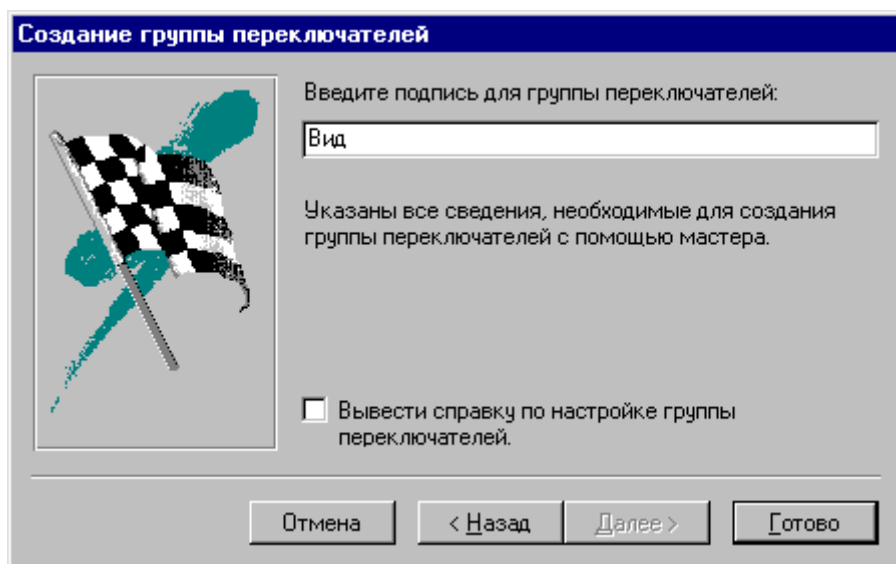 Создание группы переключателей
Введите подпись для группы переключателей:
Вид
Указаны все сведения, необходимые для создания
группы переключателей с помощью мастера.
Вывести справку по настройке группы
переключателей.
Отмена
< Назад
Далее >
Готово